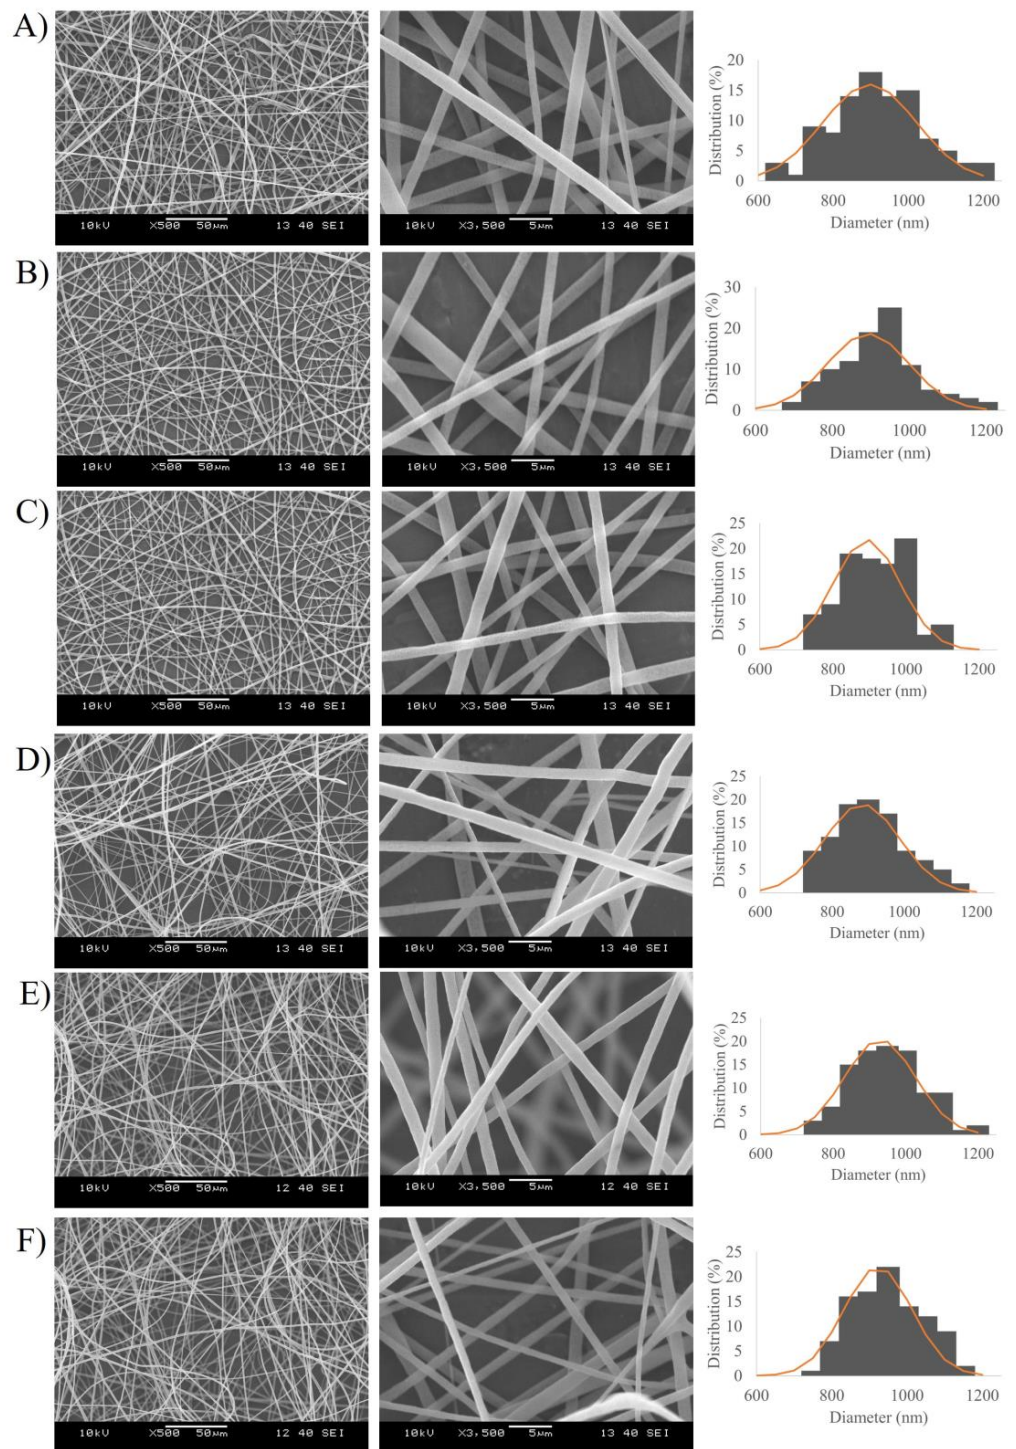 A)
10kV X500 50μm 13 40 SEI
10kV X3,500 5μm 13 40 SEI
Distribution (%)
20
15
10
5
0
600 800 1000 1200
Diameter (nm)
B)
10kV X500 50μm 13 40 SEI
10kV X3,500 5μm 13 40 SEI
Distribution (%)
30
20
10
0
600 800 1000 1200
Diameter (nm)
C)
10kV X500 50μm 13 40 SEI
10kV X3,500 5μm 13 40 SEI
Distribution (%)
25
20
15
10
5
0
600 800 1000 1200
Diameter (nm)
D)
10kV X500 50μm 13 40 SEI
10kV X3,500 5μm 13 40 SEI
Distribution (%)
25
20
15
10
5
0
600 800 1000 1200
Diameter (nm)
E)
10kV X500 50μm 12 40 SEI
10kV X3,500 5μm 12 40 SEI
Distribution (%)
25
20
15
10
5
0
600 800 1000 1200
Diameter (nm)
F)
10kV X500 50μm 12 40 SEI
10kV X3,500 5μm 13 40 SEI
Distribution (%)
25
20
15
10
5
0
600 800 1000 1200
Diameter (nm)